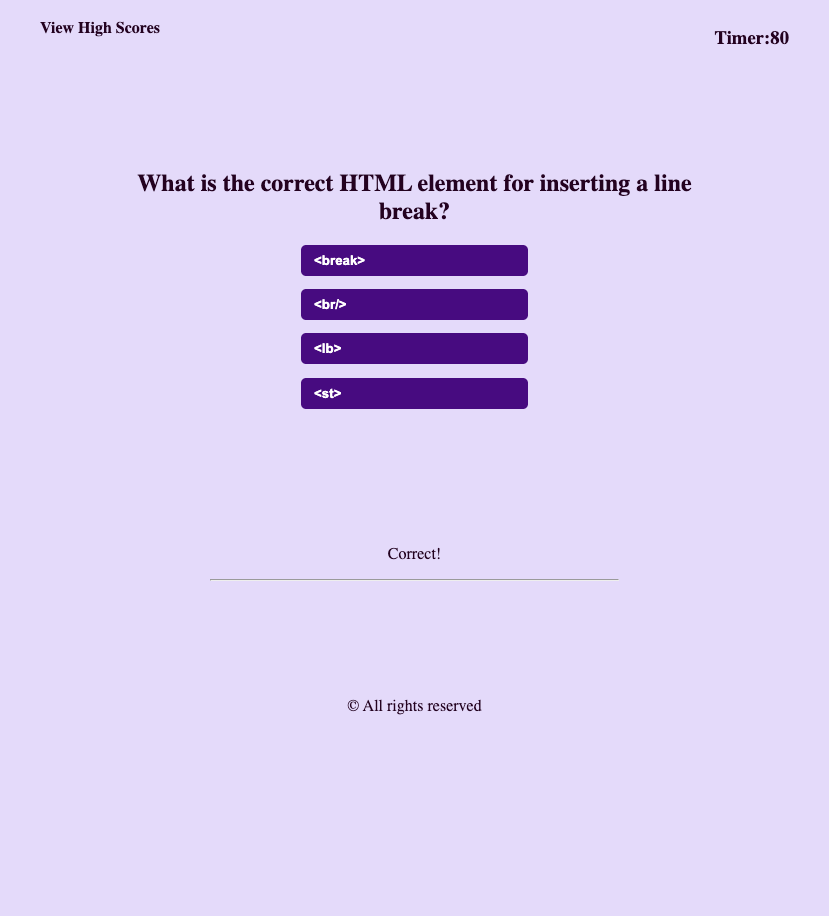 View High Scores
Timer:80
What is the correct HTML element for inserting a line
break?
<break>
<br/>
<lb>
<st>
Correct!
© All rights reserved